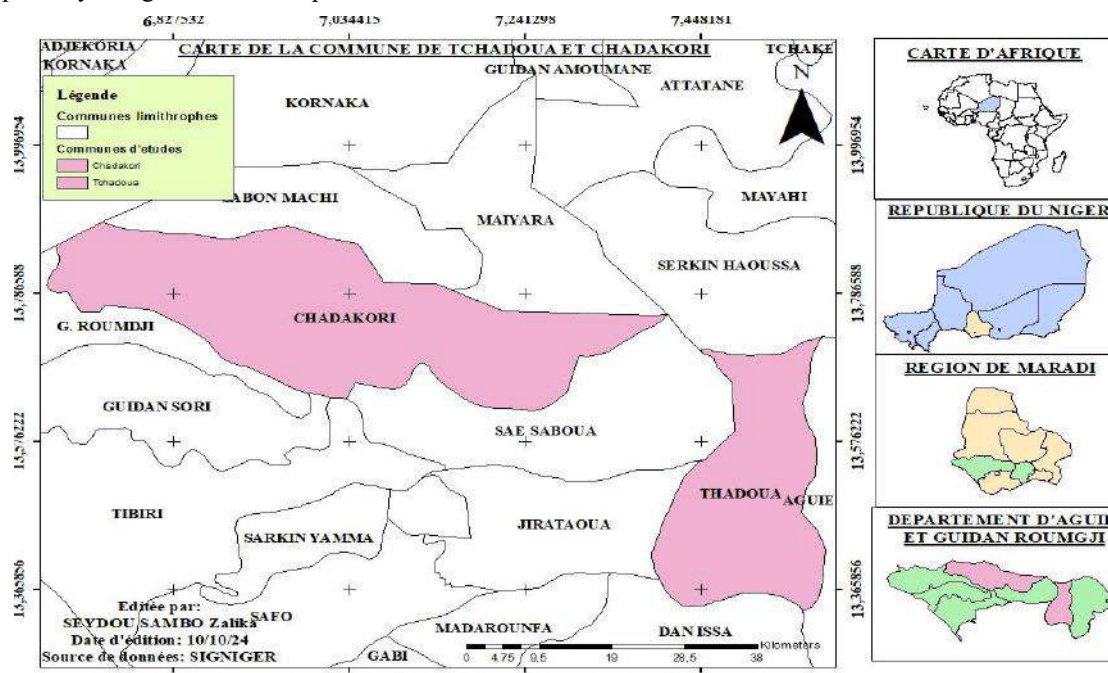 6,827532 7,034415 7,241298 7,448181
CARTE DE LA COMMUNE DE TCHADOUA ET CHADAKORI
ADJEKORIA
KORNAKA
TCHAKE
GUIDAN AMOUMANE
ATTATANE
N
Légende
Communes limithrophes
Communes d'etudes
Chadakori
Tchadoua
KORNAKA
13,996954
13,996954
MAYAHI
MAIYARA
SERKIN HAOUSSA
13,786588
13,786588
CHADAKORI
G. ROUMDJI
GUIDAN SORI
SAE SABOUA
13,576222
13,576222
THADOUA
AGUIE
TIBIRI
JIRATAOUA
SARKIN YAMMA
13,365856
13,365856
SAFO
MADAROUNFA
DAN ISSA
GABI
Editée par:
SEYDOU SAMBO Zalika
Date d'édition: 10/10/24
Source de données: SIGNIGER
Kilometers
0 4.75 9.5 19 28.5 38
CARTE D'AFRIQUE
REPUBLIQUE DU NIGER
REGION DE MARADI
DEPARTEMENT D'AGUIE
ET GUIDAN ROUMGJI